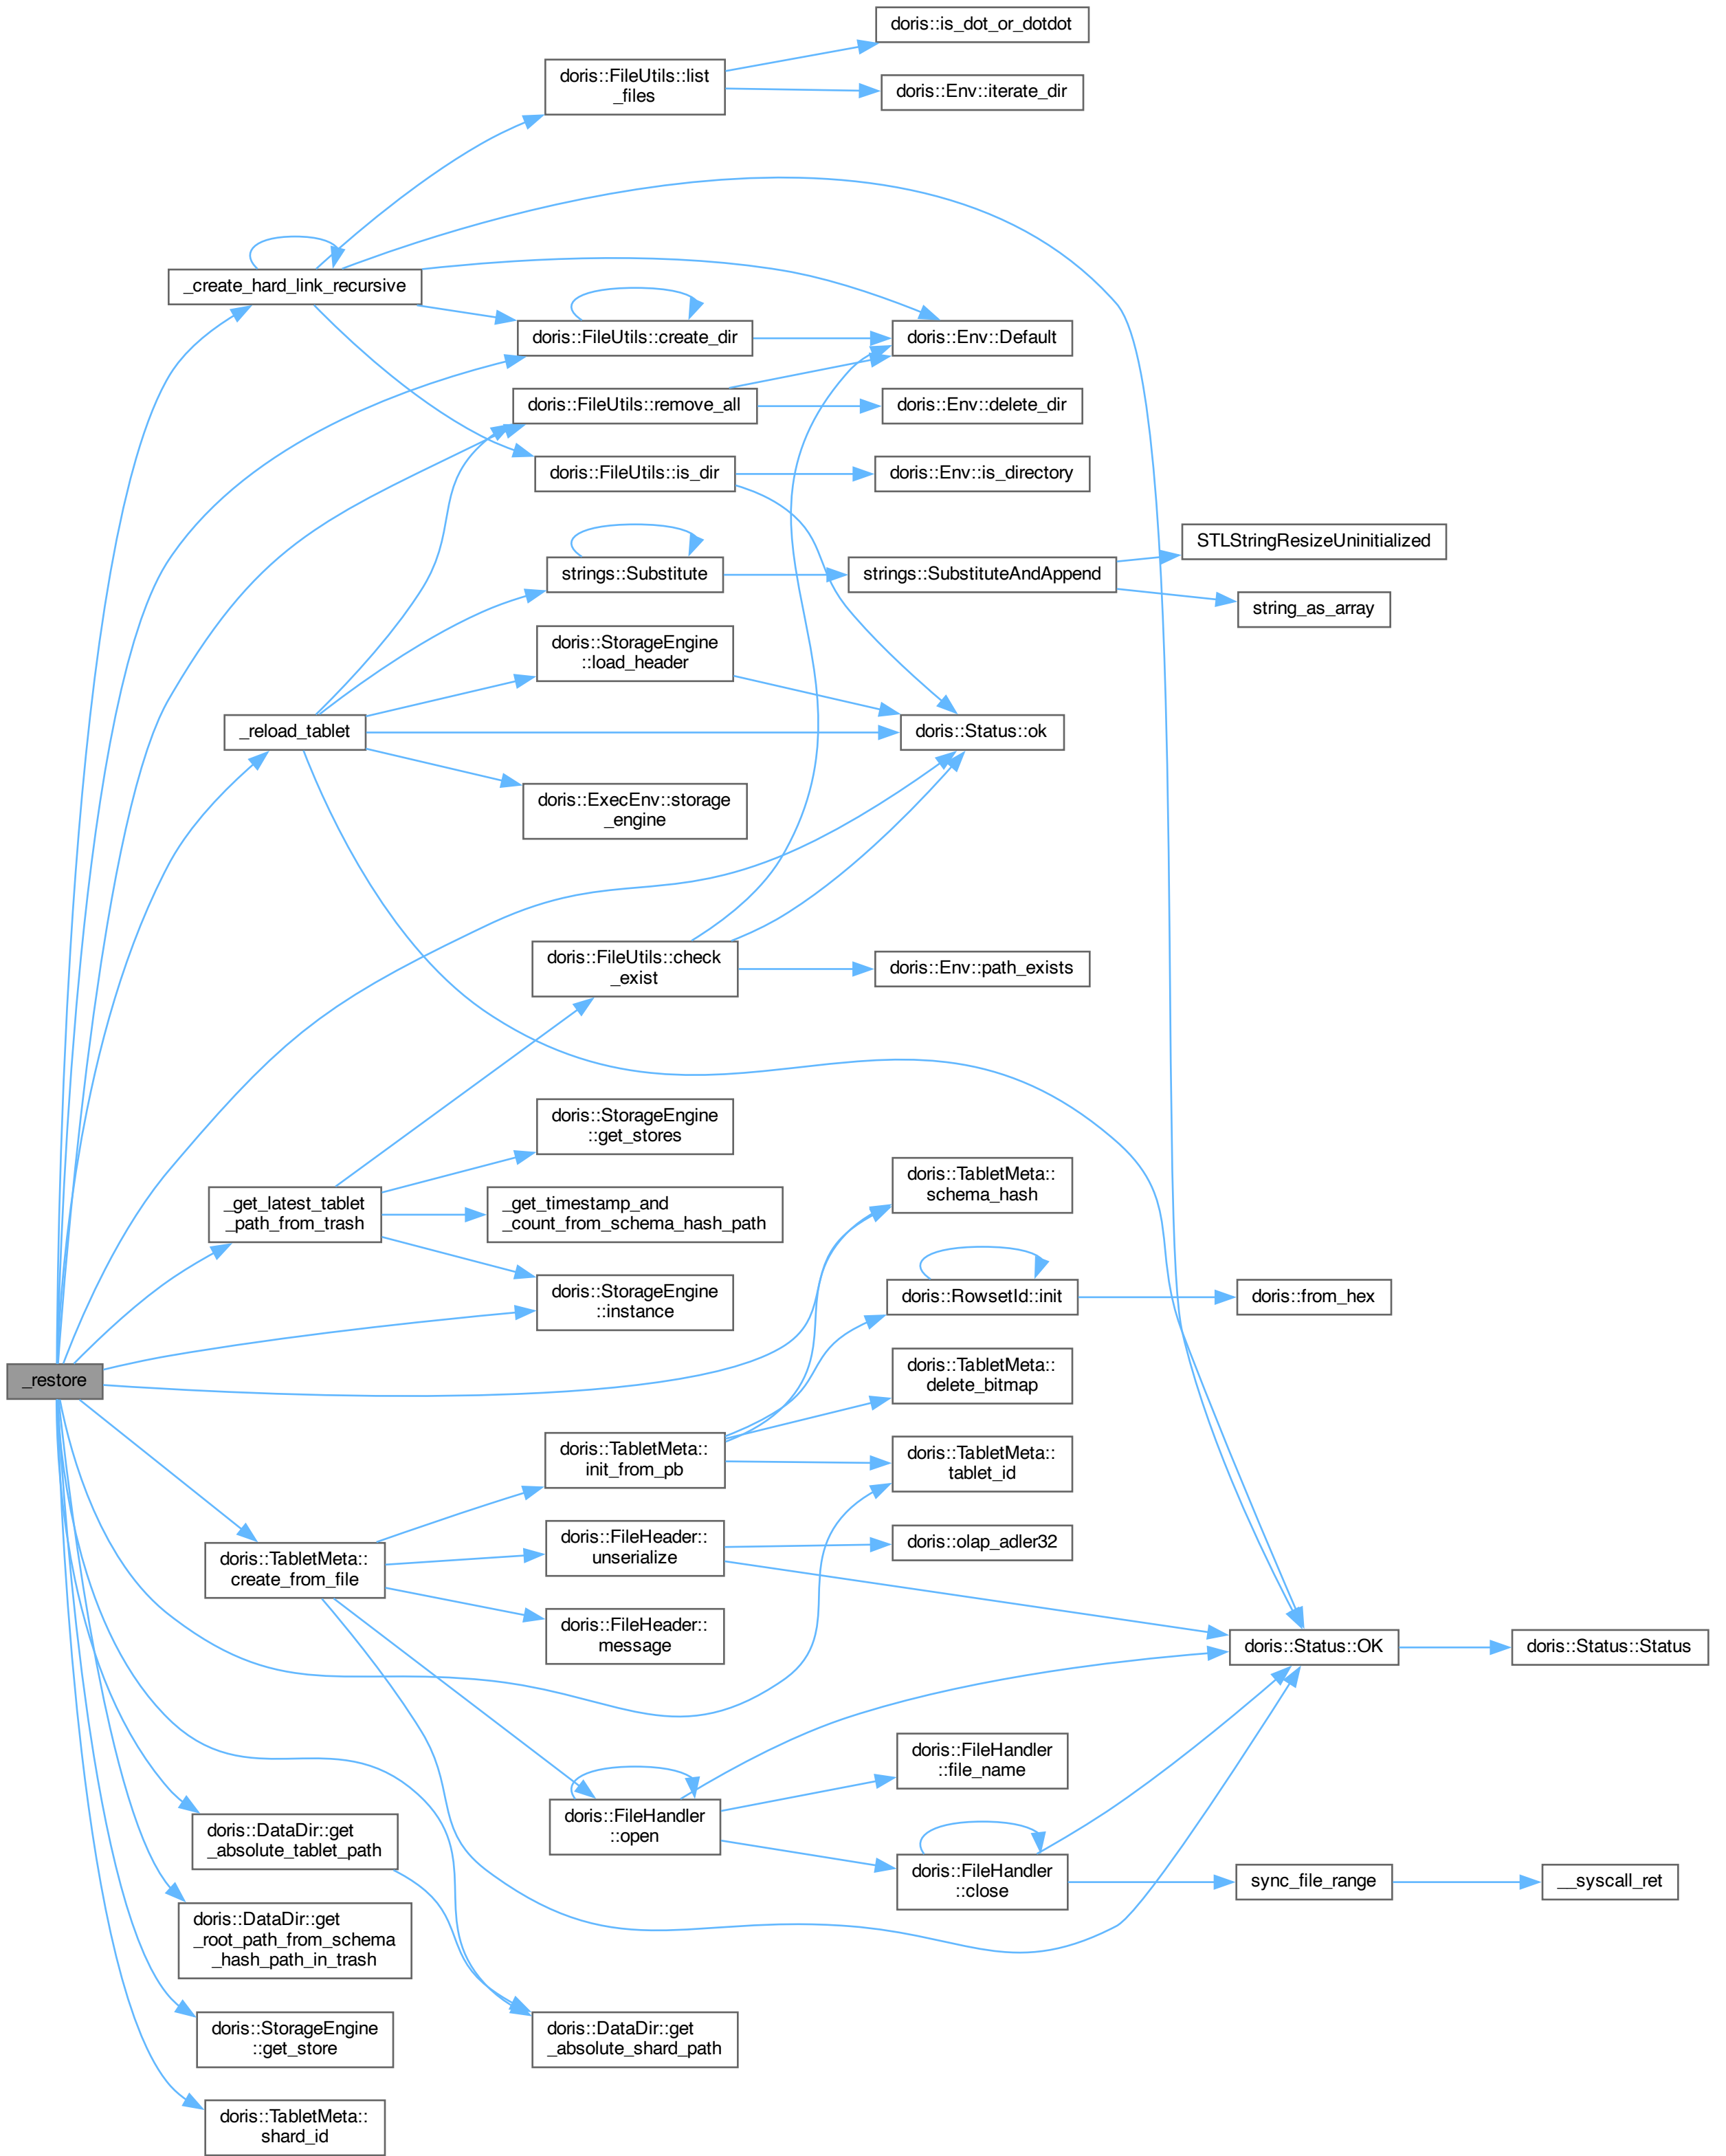 doris::is_dot_or_dotdot
doris::FileUtils::list
_files
doris::Env::iterate_dir
_create_hard_link_recursive
doris::FileUtils::create_dir
doris::Env::Default
doris::FileUtils::remove_all
doris::Env::delete_dir
doris::FileUtils::is_dir
doris::Env::is_directory
STLStringResizeUninitialized
strings::Substitute
strings::SubstituteAndAppend
string_as_array
doris::StorageEngine
::load_header
_reload_tablet
doris::Status::ok
doris::ExecEnv::storage
_engine
doris::FileUtils::check
_exist
doris::Env::path_exists
doris::StorageEngine
::get_stores
doris::TabletMeta::
schema_hash
_get_latest_tablet
_path_from_trash
_get_timestamp_and
_count_from_schema_hash_path
doris::StorageEngine
::instance
doris::RowsetId::init
doris::from_hex
_restore
doris::TabletMeta::
delete_bitmap
doris::TabletMeta::
init_from_pb
doris::TabletMeta::
tablet_id
doris::TabletMeta::
create_from_file
doris::FileHeader::
unserialize
doris::olap_adler32
doris::FileHeader::
message
doris::Status::OK
doris::Status::Status
doris::FileHandler
::file_name
doris::FileHandler
::open
doris::DataDir::get
_absolute_tablet_path
doris::FileHandler
::close
sync_file_range
__syscall_ret
doris::DataDir::get
_root_path_from_schema
_hash_path_in_trash
doris::StorageEngine
::get_store
doris::DataDir::get
_absolute_shard_path
doris::TabletMeta::
shard_id